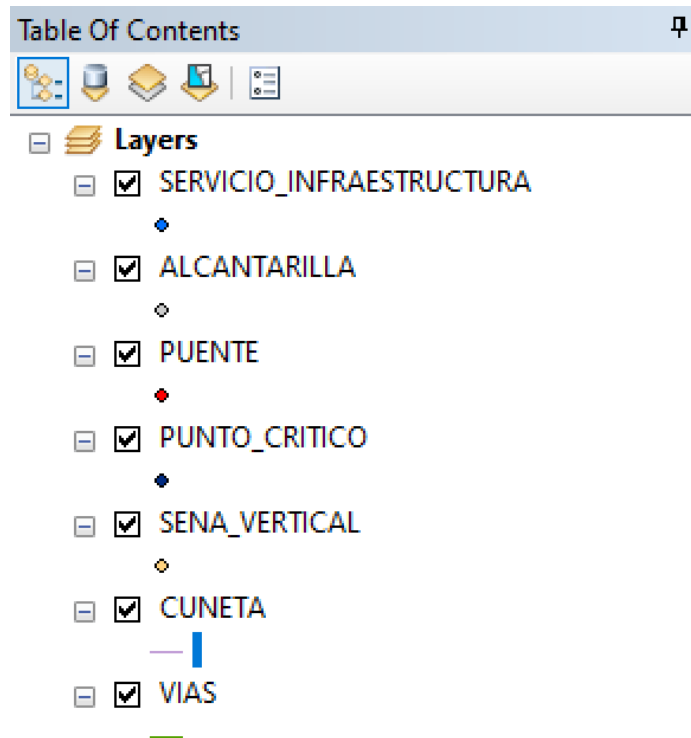 Table Of Contents
Layers
SERVICIO_INFRAESTRUCTURA
ALCANTARILLA
PUENTE
PUNTO_CRITICO
SENA_VERTICAL
CUNETA
VIAS